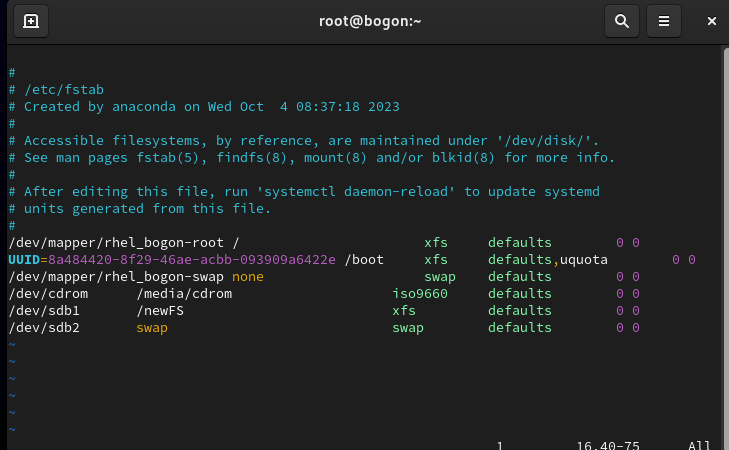 root@bogon:~
#
# /etc/fstab
# Created by anaconda on Wed Oct  4 08:37:18 2023
#
# Accessible filesystems, by reference, are maintained under '/dev/disk/'.
# See man pages fstab(5), findfs(8), mount(8) and/or blkid(8) for more info.
#
# After editing this file, run 'systemctl daemon-reload' to update systemd
# units generated from this file.
#
/dev/mapper/rhel_bogon-root /                       xfs     defaults        0 0
UUID=8a484420-8f29-46ae-acbb-093909a6422e /boot     xfs     defaults,uquota        0 0
/dev/mapper/rhel_bogon-swap none                    swap    defaults        0 0
/dev/cdrom      /media/cdrom                    iso9660     defaults        0 0
/dev/sdb1       /newFS                          xfs         defaults        0 0
/dev/sdb2       swap                            swap        defaults        0 0
~
~
~
~
~
~
1         16,40-75      All